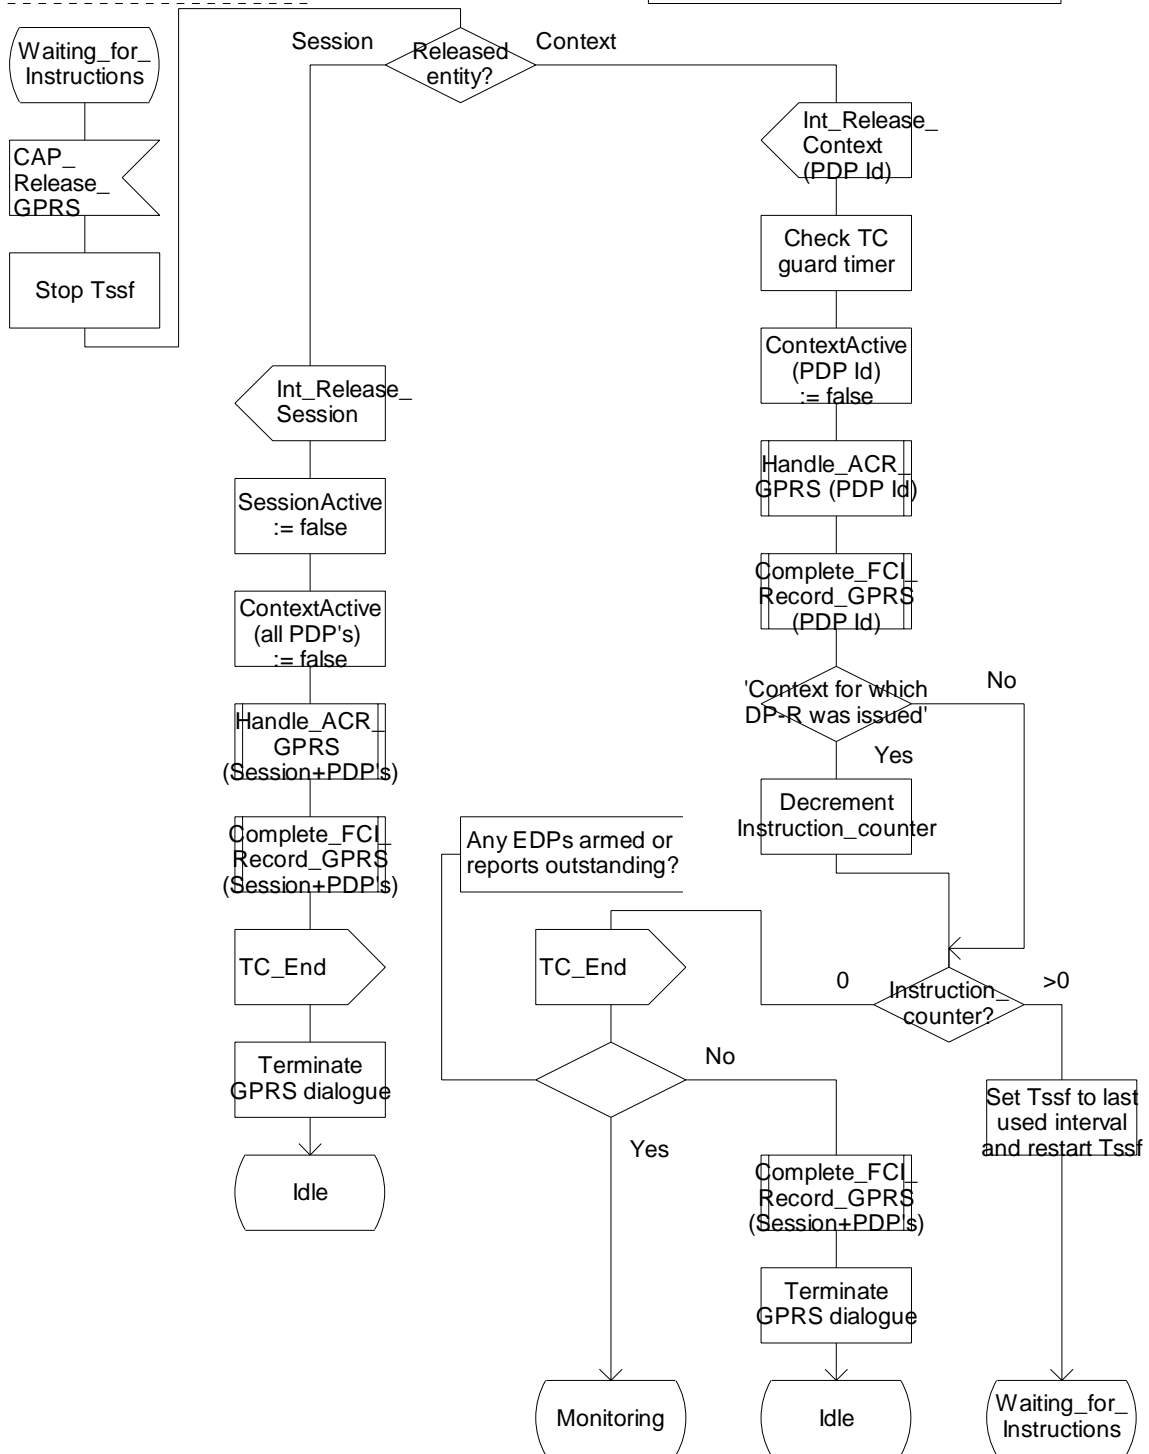 Waiting_for_
Instructions
CAP_
Release_
GPRS
Stop Tssf
Session
Released
entity?
Context
Int_Release_
Session
SessionActive
:= false
ContextActive
(all PDP's)
:= false
Handle_ACR_
GPRS
(Session+PDP's)
Complete_FCI_
Record_GPRS
(Session+PDP's)
TC_End
Terminate
GPRS dialogue
Idle
Int_Release_
Context
(PDP Id)
Check TC
guard timer
ContextActive
(PDP Id)
:= false
Handle_ACR_
GPRS (PDP Id)
Complete_FCI_
Record_GPRS
(PDP Id)
'Context for which
DP-R was issued'
No
Yes
Decrement
Instruction_counter
Instruction_
counter?
0
>0
Any EDPs armed or
reports outstanding?
TC_End
No
Yes
Monitoring
Complete_FCI_
Record_GPRS
(Session+PDP's)
Terminate
GPRS dialogue
Idle
Set Tssf to last
used interval
and restart Tssf
Waiting_for_
Instructions